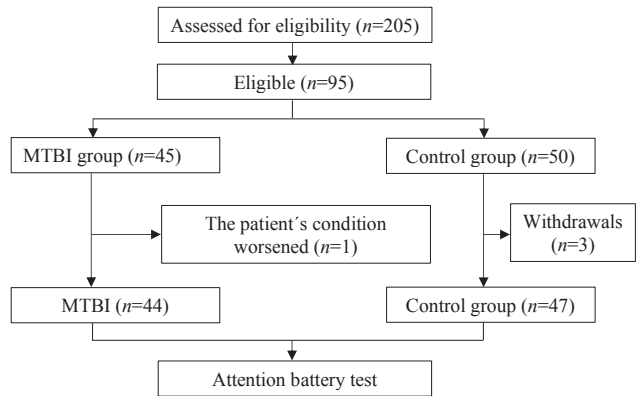 Assessed for eligibility (n=205)
Eligible (n=95)
MTBI group (n=45)
Control group (n=50)
The patient´s condition
worsened (n=1)
Withdrawals
(n=3)
MTBI (n=44)
Control group (n=47)
Attention battery test